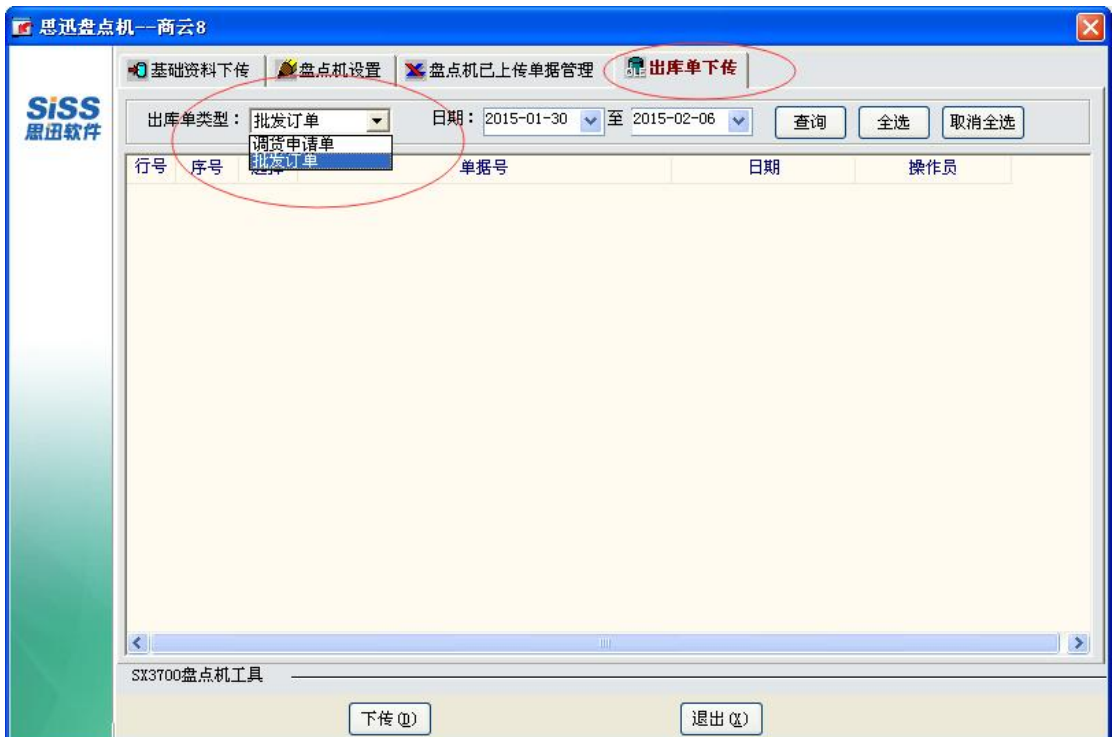 思迅盘点机--商云8
基础资料下传 盘点机设置 盘点机已上传单据管理 出库单下传
SiSS
思迅软件
出库单类型： 批发订单 日期： 2015-01-30 至 2015-02-06 查询 全选 取消全选
调货申请单
批发订单
行号 序号 单据号 日期 操作员
SX3700盘点机工具
下传(D) 退出(X)